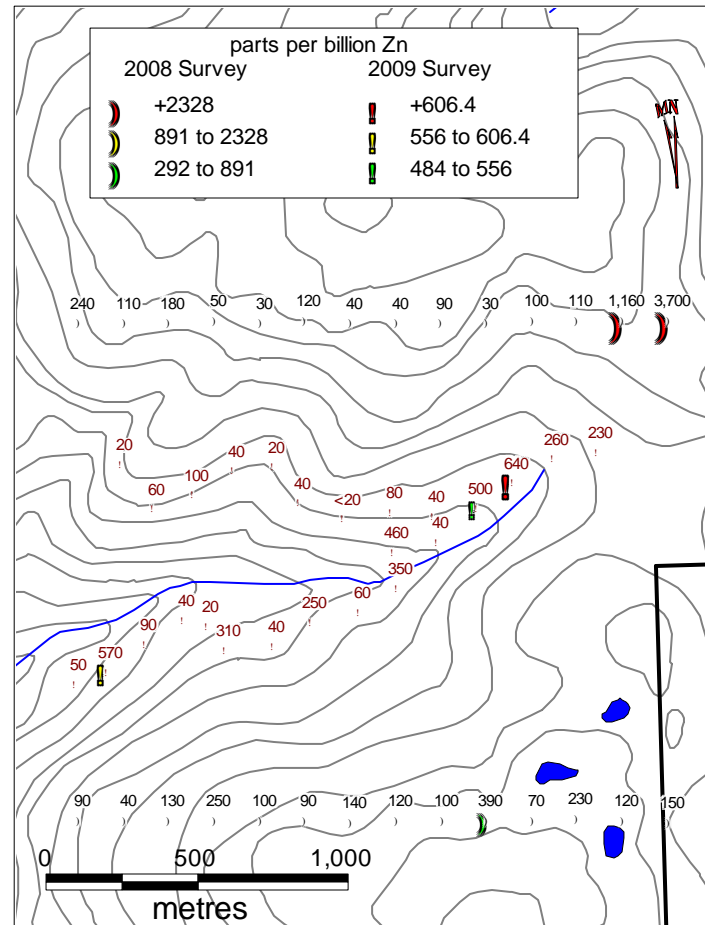 parts per billion Zn
2008 Survey 2009 Survey
+2328 +606.4
891 to 2328 556 to 606.4
292 to 891 484 to 556
MN
240 110 180 50 30 120 40 40 90 30 100 110 1,160 3,700
20 60 100 40 20 40 <20 80 40 500 640 260 230
460 40
350
50 570 90 40 20 310 40 250 60
90 40 130 250 100 90 140 120 100 390 70 230 120 150
0 500 1,000
metres